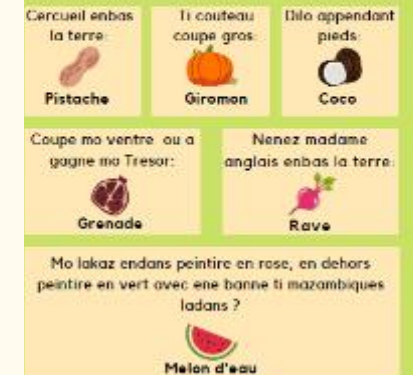 Cercueil enbas
la terre:
Pistache
Ti couteau
coupe gros:
Giromon
Dilo appendant
pieds:
Coco
Coupe mo ventre ou a
gagne mo Tresor:
Grenade
Nenez madame
anglais enbas la terre:
Rave
Mo lakaz endans peintire en rose, en dehors
peintire en vert avec ene banne ti mazambiques
ladans ?
Melon d'eau